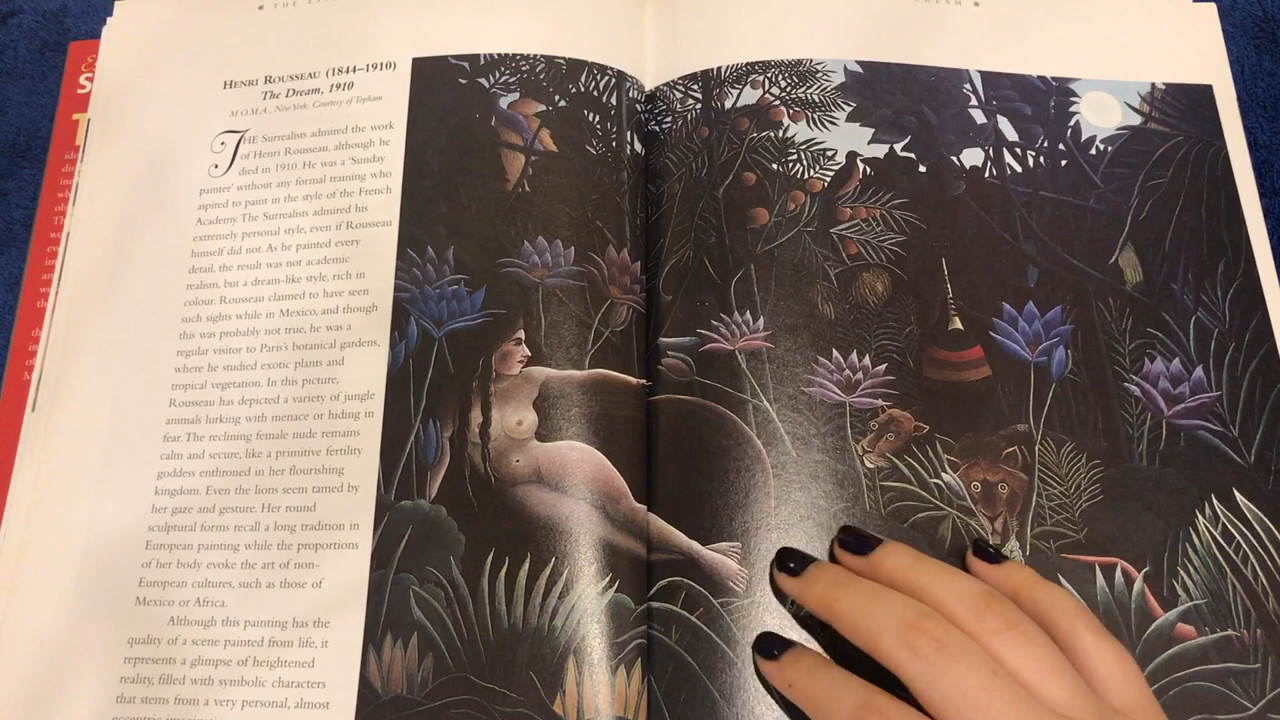 THE
HENRI ROUSSEAU (1844–1910)
The Dream, 1910
M.O.M.A., New York. Courtesy of Topham
THE Surrealists admired the work
of Henri Rousseau, although he
died in 1910. He was a 'Sunday
painter' without any formal training who
aspired to paint in the style of the French
Academy. The Surrealists admired his
extremely personal style, even if Rousseau
himself did not. As he painted every
detail, the result was not academic
realism, but a dream-like style, rich in
colour. Rousseau claimed to have seen
such sights while in Mexico, and though
this was probably not true, he was a
regular visitor to Paris's botanical gardens,
where he studied exotic plants and
tropical vegetation. In this picture,
Rousseau has depicted a variety of jungle
animals lurking with menace or hiding in
fear. The reclining female nude remains
calm and secure, like a primitive fertility
goddess enthroned in her flourishing
kingdom. Even the lions seem tamed by
her gaze and gesture. Her round
sculptural forms recall a long tradition in
European painting while the proportions
of her body evoke the art of non-
European cultures, such as those of
Mexico or Africa.
Although this painting has the
quality of a scene painted from life, it
represents a glimpse of heightened
reality, filled with symbolic characters
that stems from a very personal, almost
eccentric